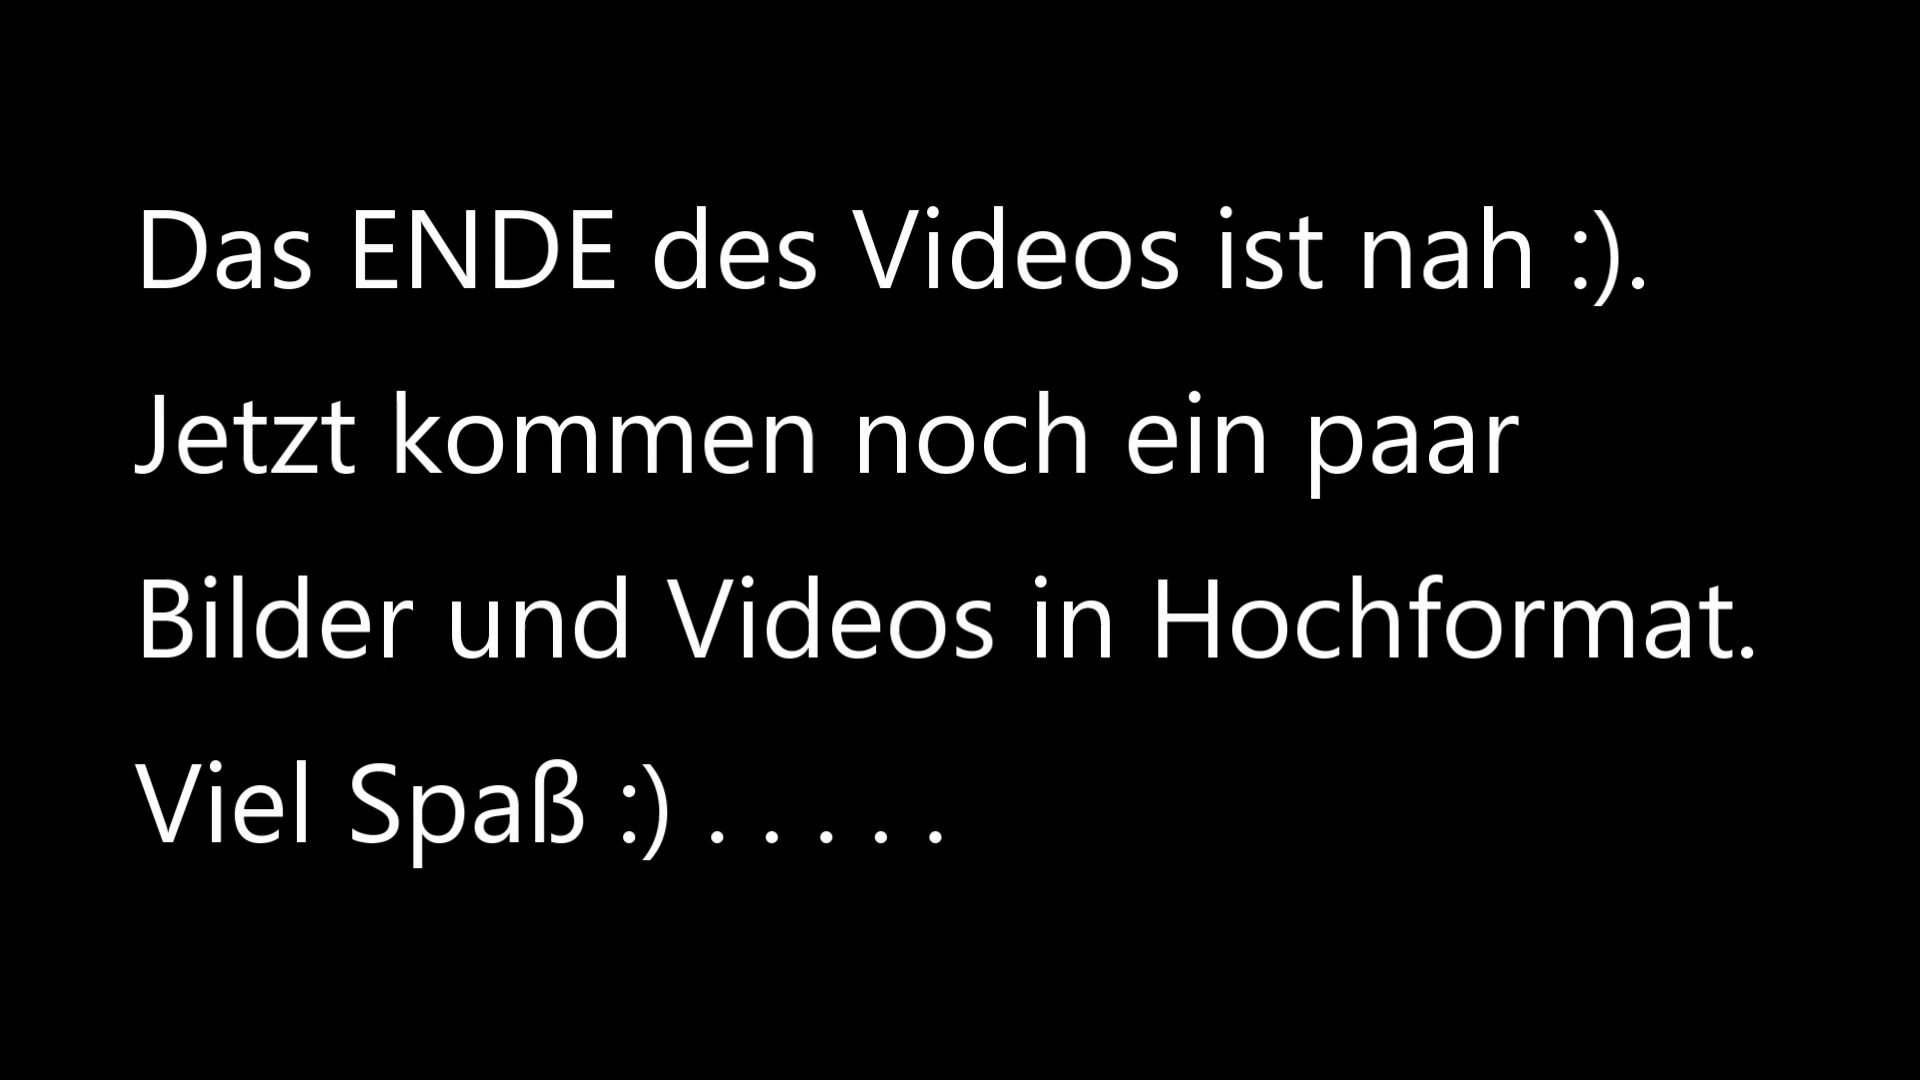 Das ENDE des Videos ist nah :).
Jetzt kommen noch ein paar
Bilder und Videos in Hochformat.
Viel Spaß :) . . . . .